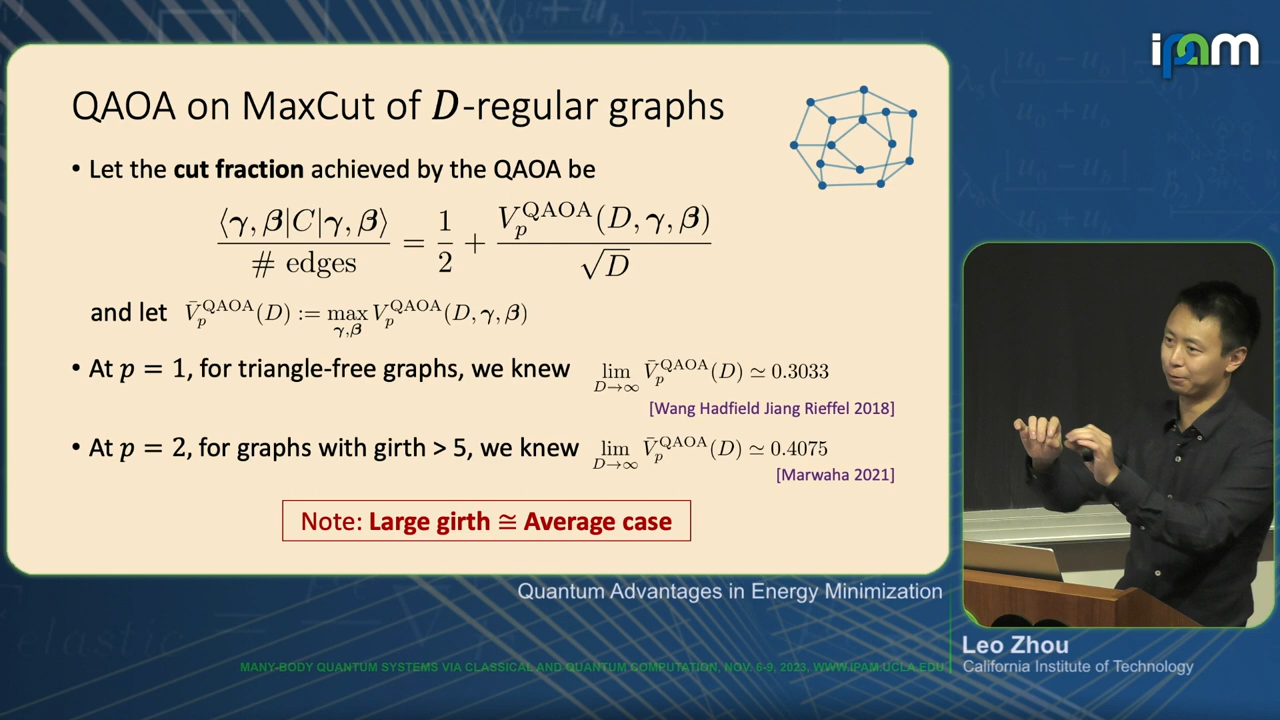 ipam
QAOA on MaxCut of D-regular graphs
• Let the cut fraction achieved by the QAOA be
⟨γ, β|C|γ, β⟩ / # edges = 1/2 + V_p^QAOA(D, γ, β) / √D
and let V̄_p^QAOA(D) := max_{γ,β} V_p^QAOA(D, γ, β)
• At p = 1, for triangle-free graphs, we knew lim_{D→∞} V̄_p^QAOA(D) ≃ 0.3033
[Wang Hadfield Jiang Rieffel 2018]
• At p = 2, for graphs with girth > 5, we knew lim_{D→∞} V̄_p^QAOA(D) ≃ 0.4075
[Marwaha 2021]
Note: Large girth ≅ Average case
Quantum Advantages in Energy Minimization
Leo Zhou
California Institute of Technology
MANY-BODY QUANTUM SYSTEMS VIA CLASSICAL AND QUANTUM COMPUTATION, NOV. 6-9, 2023, WWW.IPAM.UCLA.EDU
elastic